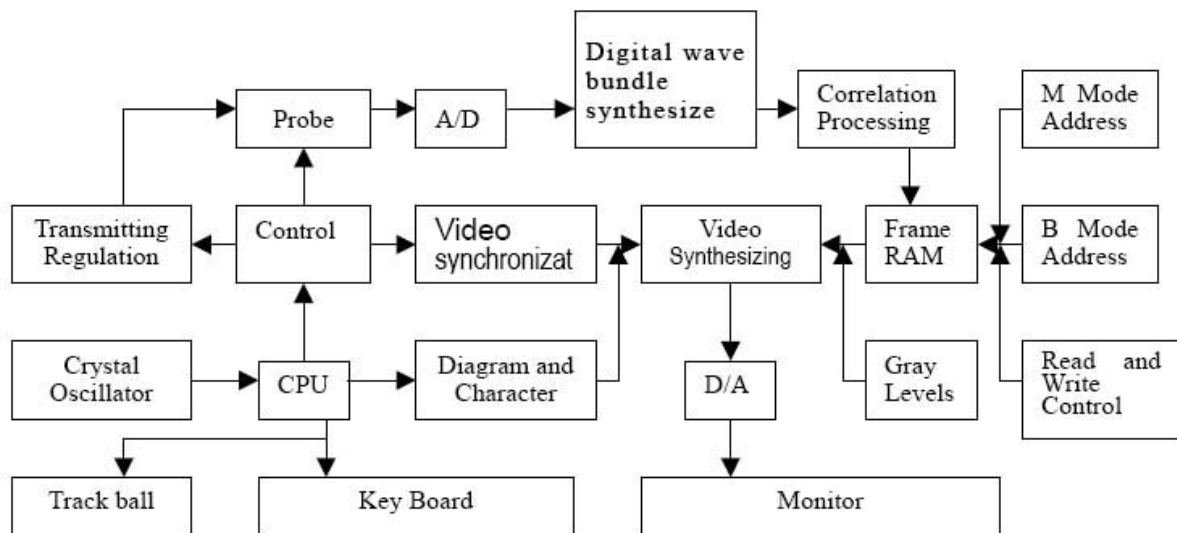 Digital wave
bundle
synthesize
Probe
A/D
Correlation
Processing
M Mode
Address
Transmitting
Regulation
Control
Video
synchronizat
Video
Synthesizing
Frame
RAM
B Mode
Address
Crystal
Oscillator
CPU
Diagram and
Character
D/A
Gray
Levels
Read and
Write
Control
Track ball
Key Board
Monitor